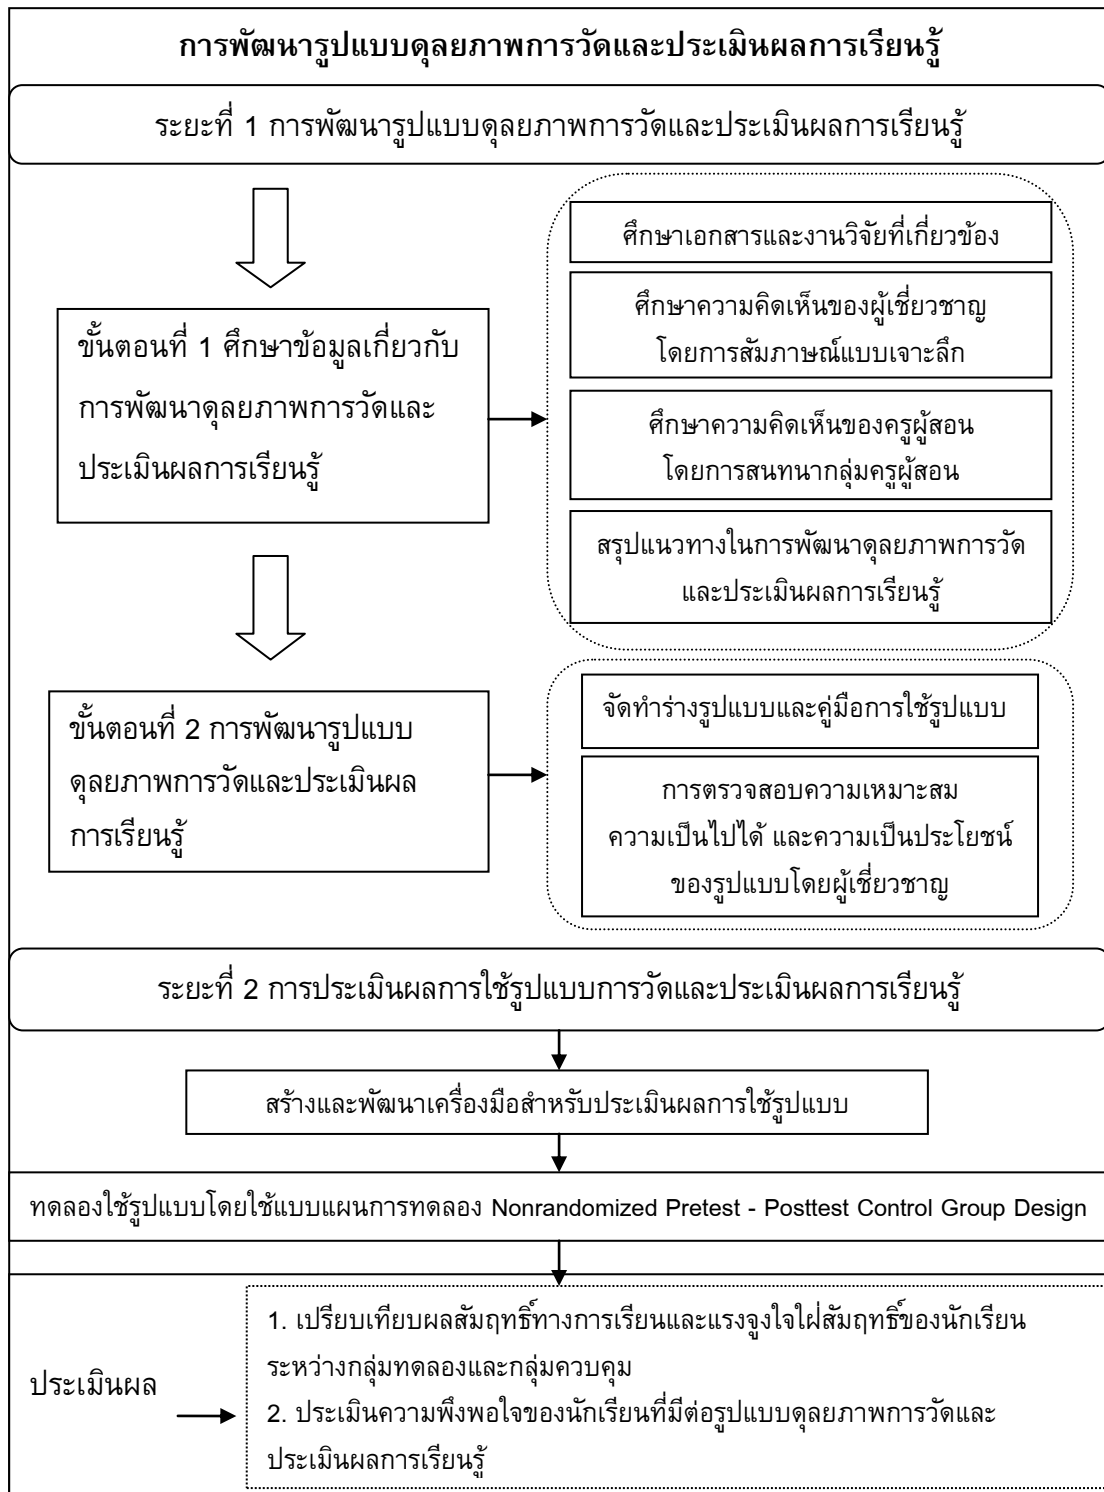 การพัฒนารูปแบบดุลยภาพการวัดและประเมินผลการเรียนรู้
ระยะที่ 1 การพัฒนารูปแบบดุลยภาพการวัดและประเมินผลการเรียนรู้
ขั้นตอนที่ 1 ศึกษาข้อมูลเกี่ยวกับ
การพัฒนาดุลยภาพการวัดและ
ประเมินผลการเรียนรู้
ศึกษาเอกสารและงานวิจัยที่เกี่ยวข้อง
ศึกษาความคิดเห็นของผู้เชี่ยวชาญ
โดยการสัมภาษณ์แบบเจาะลึก
ศึกษาความคิดเห็นของครูผู้สอน
โดยการสนทนากลุ่มครูผู้สอน
สรุปแนวทางในการพัฒนาดุลยภาพการวัด
และประเมินผลการเรียนรู้
ขั้นตอนที่ 2 การพัฒนารูปแบบ
ดุลยภาพการวัดและประเมินผล
การเรียนรู้
จัดทำร่างรูปแบบและคู่มือการใช้รูปแบบ
การตรวจสอบความเหมาะสม
ความเป็นไปได้ และความเป็นประโยชน์
ของรูปแบบโดยผู้เชี่ยวชาญ
ระยะที่ 2 การประเมินผลการใช้รูปแบบการวัดและประเมินผลการเรียนรู้
สร้างและพัฒนาเครื่องมือสำหรับประเมินผลการใช้รูปแบบ
ทดลองใช้รูปแบบโดยใช้แบบแผนการทดลอง Nonrandomized Pretest - Posttest Control Group Design
ประเมินผล
1. เปรียบเทียบผลสัมฤทธิ์ทางการเรียนและแรงจูงใจใฝ่สัมฤทธิ์ของนักเรียน
ระหว่างกลุ่มทดลองและกลุ่มควบคุม
2. ประเมินความพึงพอใจของนักเรียนที่มีต่อรูปแบบดุลยภาพการวัดและ
ประเมินผลการเรียนรู้